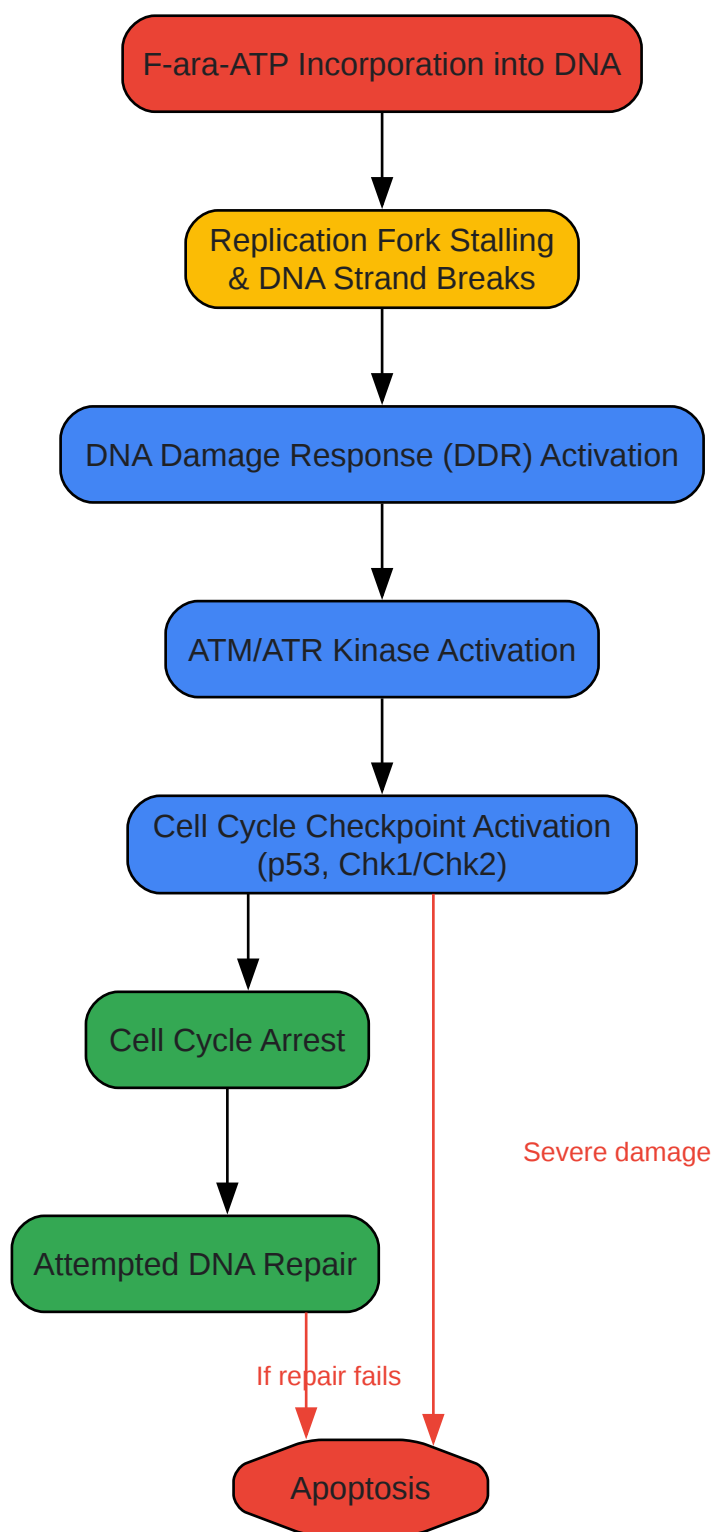 F-ara-ATP Incorporation into DNA
Replication Fork Stalling
& DNA Strand Breaks
DNA Damage Response (DDR) Activation
ATM/ATR Kinase Activation
Cell Cycle Checkpoint Activation
(p53, Chk1/Chk2)
Cell Cycle Arrest
Severe damage
Attempted DNA Repair
If repair fails
Apoptosis